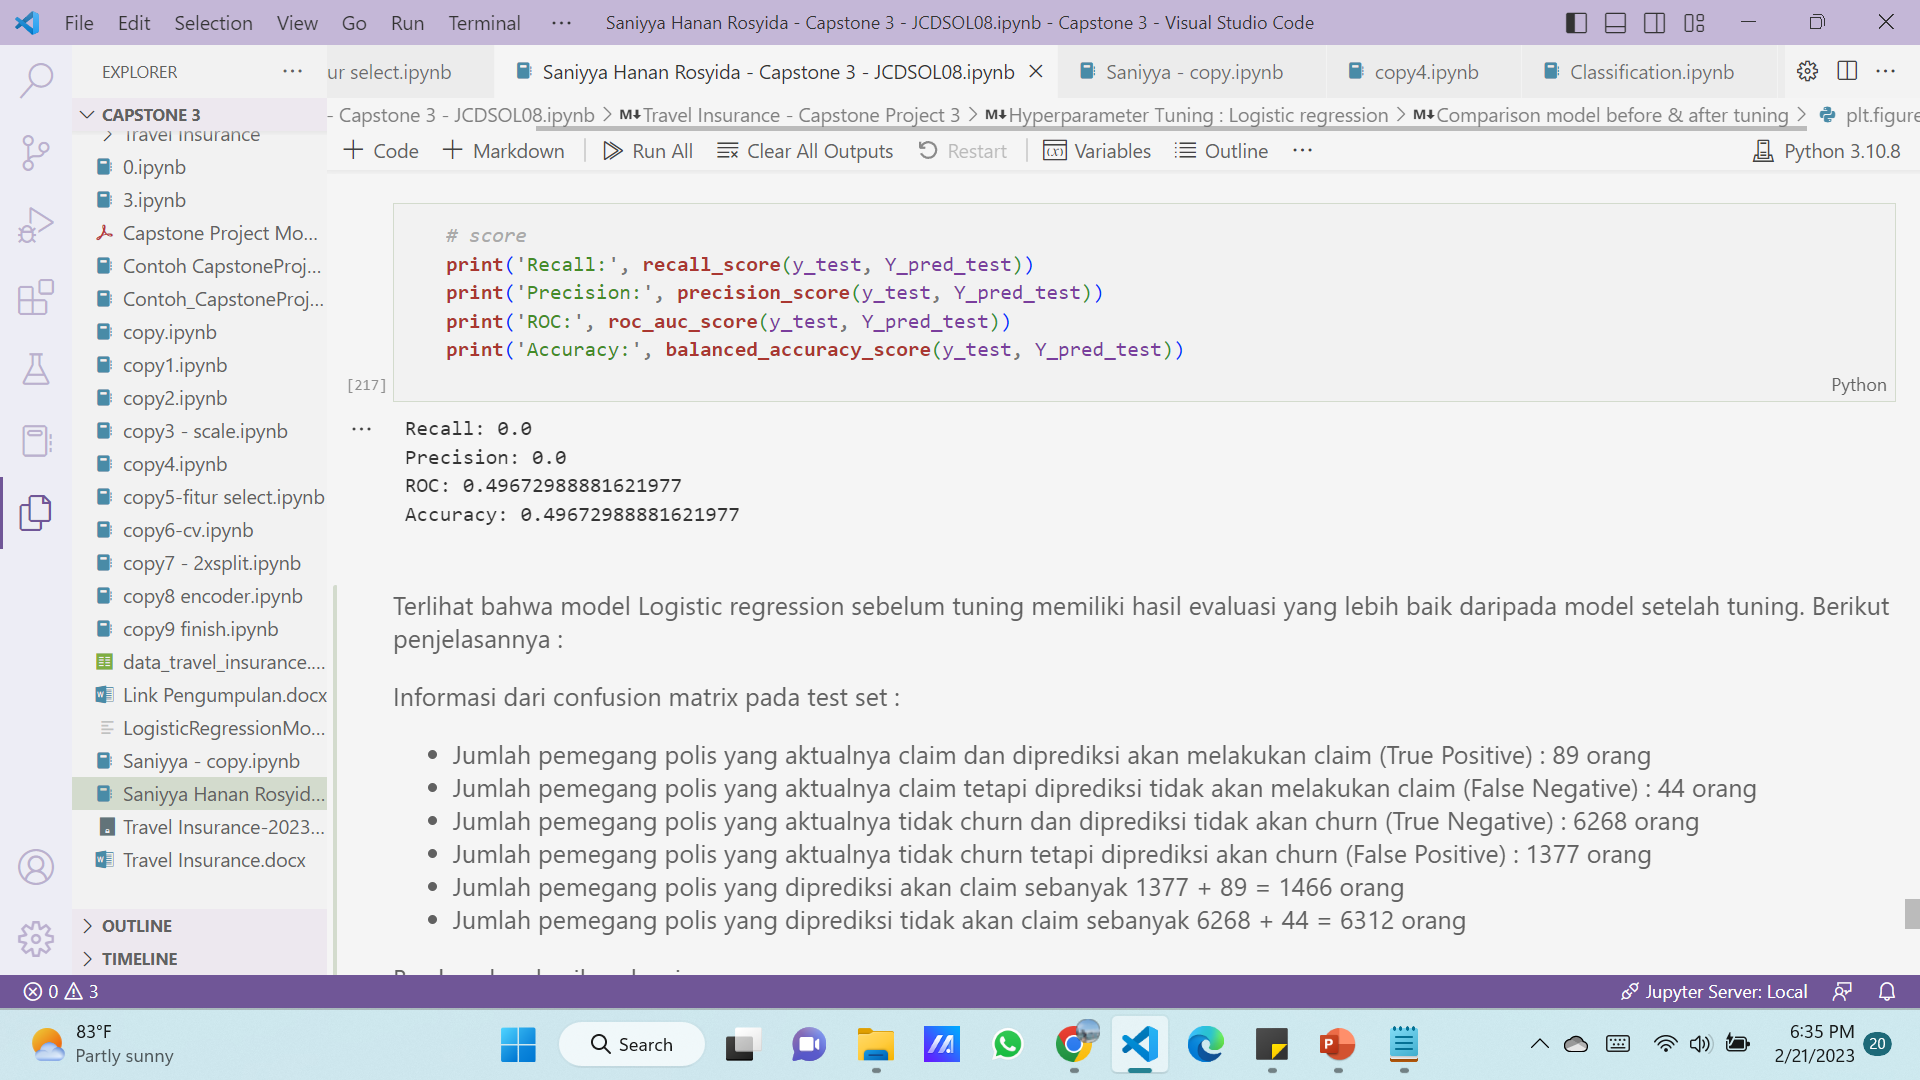 File Edit Selection View Go Run Terminal ··· Saniyya Hanan Rosyida - Capstone 3 - JCDSOL08.ipynb - Capstone 3 - Visual Studio Code
EXPLORER ···
ur select.ipynb Saniyya Hanan Rosyida - Capstone 3 - JCDSOL08.ipynb Saniyya - copy.ipynb copy4.ipynb Classification.ipynb ···
- Capstone 3 - JCDSOL08.ipynb > M↓Travel Insurance - Capstone Project 3 > M↓Hyperparameter Tuning : Logistic regression > M↓Comparison model before & after tuning > plt.figure
+ Code + Markdown Run All Clear All Outputs Restart Variables Outline ··· Python 3.10.8
CAPSTONE 3
Travel Insurance
0.ipynb
3.ipynb
Capstone Project Mo...
Contoh CapstoneProj...
Contoh_CapstoneProj...
copy.ipynb
copy1.ipynb
copy2.ipynb
copy3 - scale.ipynb
copy4.ipynb
copy5-fitur select.ipynb
copy6-cv.ipynb
copy7 - 2xsplit.ipynb
copy8 encoder.ipynb
copy9 finish.ipynb
data_travel_insurance....
Link Pengumpulan.docx
LogisticRegressionMo...
Saniyya - copy.ipynb
Saniyya Hanan Rosyid...
Travel Insurance-2023...
Travel Insurance.docx
OUTLINE
TIMELINE
# score
print('Recall:', recall_score(y_test, Y_pred_test))
print('Precision:', precision_score(y_test, Y_pred_test))
print('ROC:', roc_auc_score(y_test, Y_pred_test))
print('Accuracy:', balanced_accuracy_score(y_test, Y_pred_test))
[217] Python
··· Recall: 0.0
Precision: 0.0
ROC: 0.49672988881621977
Accuracy: 0.49672988881621977
Terlihat bahwa model Logistic regression sebelum tuning memiliki hasil evaluasi yang lebih baik daripada model setelah tuning. Berikut
penjelasannya :
Informasi dari confusion matrix pada test set :
• Jumlah pemegang polis yang aktualnya claim dan diprediksi akan melakukan claim (True Positive) : 89 orang
• Jumlah pemegang polis yang aktualnya claim tetapi diprediksi tidak akan melakukan claim (False Negative) : 44 orang
• Jumlah pemegang polis yang aktualnya tidak churn dan diprediksi tidak akan churn (True Negative) : 6268 orang
• Jumlah pemegang polis yang aktualnya tidak churn tetapi diprediksi akan churn (False Positive) : 1377 orang
• Jumlah pemegang polis yang diprediksi akan claim sebanyak 1377 + 89 = 1466 orang
• Jumlah pemegang polis yang diprediksi tidak akan claim sebanyak 6268 + 44 = 6312 orang
0 3 Jupyter Server: Local
83°F
Partly sunny
Search
6:35 PM
2/21/2023
20